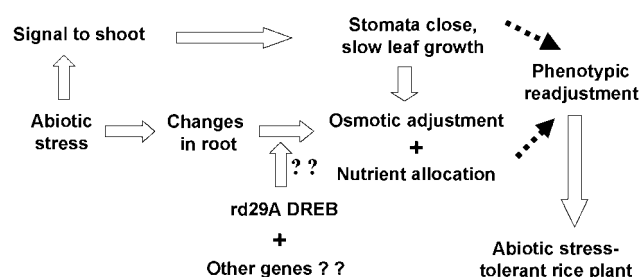 Signal to shoot
Stomata close,
slow leaf growth
Phenotypic
readjustment
Abiotic
stress
Changes
in root
Osmotic adjustment
+
Nutrient allocation
? ?
rd29A DREB
+
Other genes ? ?
Abiotic stress-
tolerant rice plant